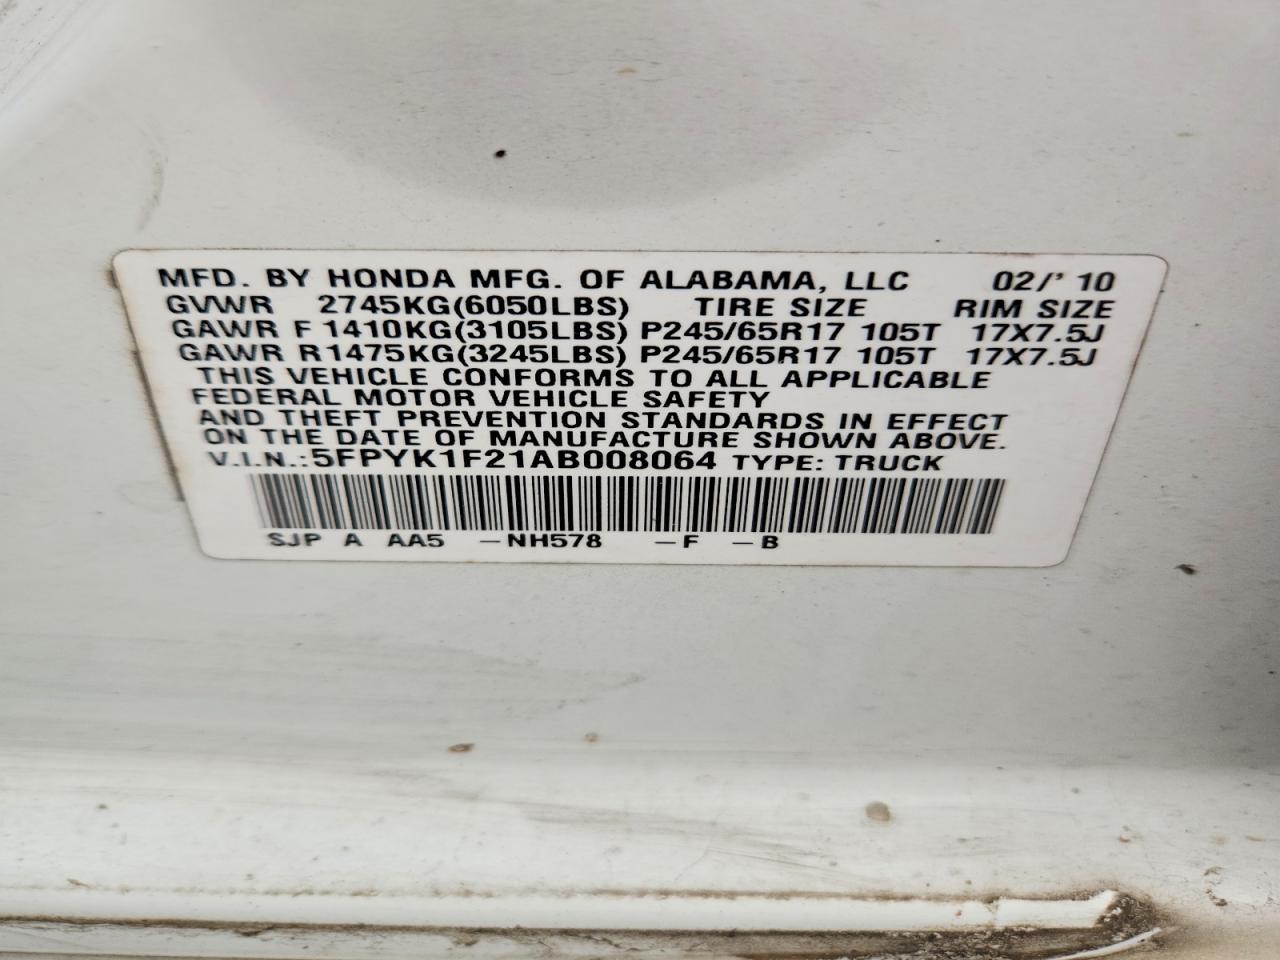 MFD. BY HONDA MFG. OF ALABAMA, LLC 02/'10
GVWR 2745KG(6050LBS) TIRE SIZE RIM SIZE
GAWR F 1410KG(3105LBS) P245/65R17 105T 17X7.5J
GAWR R 1475KG(3245LBS) P245/65R17 105T 17X7.5J
THIS VEHICLE CONFORMS TO ALL APPLICABLE
FEDERAL MOTOR VEHICLE SAFETY
AND THEFT PREVENTION STANDARDS IN EFFECT
ON THE DATE OF MANUFACTURE SHOWN ABOVE.
V.I.N.: 5FPYK1F21AB008064 TYPE: TRUCK
SJP A AA5 -NH578 -F -B